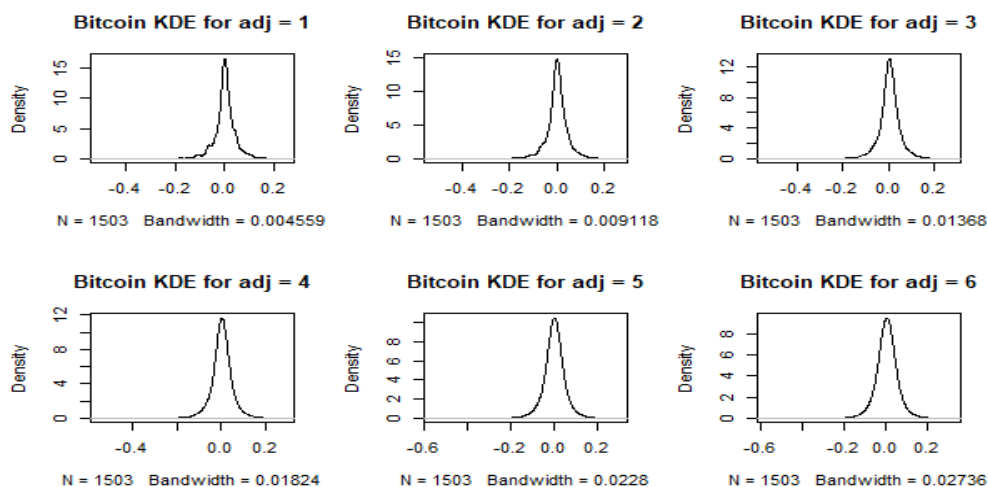 Bitcoin KDE for adj = 1
Density
0 5 10 15
−0.4 −0.2 0.0 0.2
N = 1503 Bandwidth = 0.004559
Bitcoin KDE for adj = 2
Density
0 5 10 15
−0.4 −0.2 0.0 0.2
N = 1503 Bandwidth = 0.009118
Bitcoin KDE for adj = 3
Density
0 4 8 12
−0.4 −0.2 0.0 0.2
N = 1503 Bandwidth = 0.01368
Bitcoin KDE for adj = 4
Density
0 4 8 12
−0.4 0.0 0.2
N = 1503 Bandwidth = 0.01824
Bitcoin KDE for adj = 5
Density
0 2 4 6 8
−0.6 −0.2 0.0 0.2
N = 1503 Bandwidth = 0.0228
Bitcoin KDE for adj = 6
Density
0 2 4 6 8
−0.6 −0.2 0.0 0.2
N = 1503 Bandwidth = 0.02736